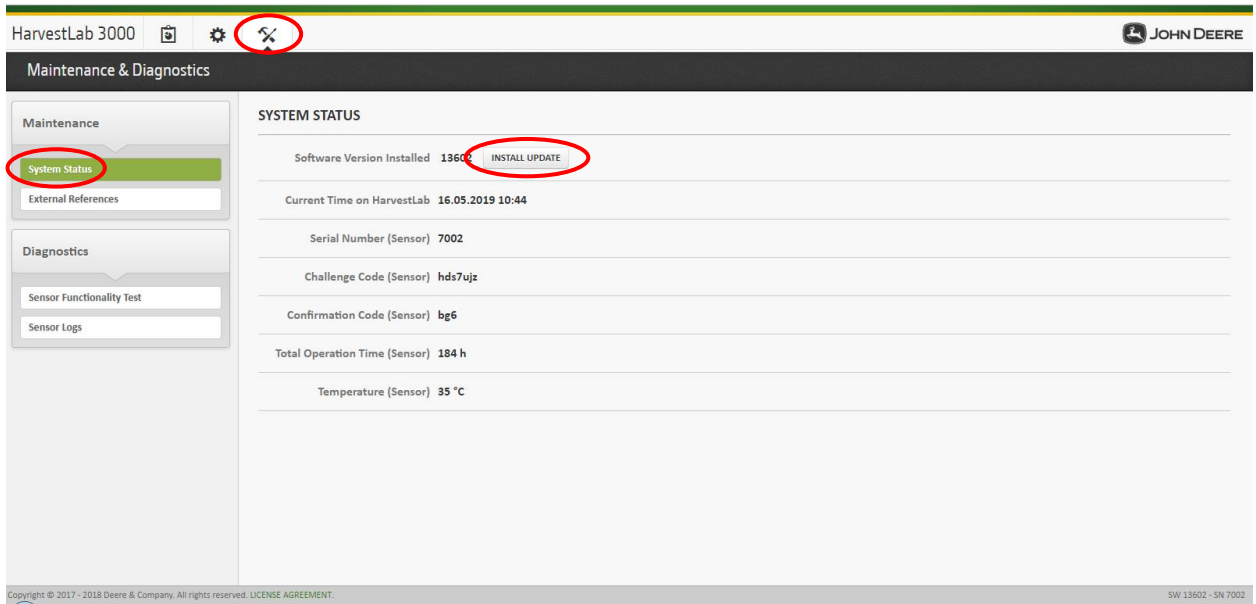 HarvestLab 3000
JOHN DEERE
Maintenance & Diagnostics
Maintenance
System Status
External References
Diagnostics
Sensor Functionality Test
Sensor Logs
SYSTEM STATUS
Software Version Installed 13602 INSTALL UPDATE
Current Time on HarvestLab 16.05.2019 10:44
Serial Number (Sensor) 7002
Challenge Code (Sensor) hds7ujz
Confirmation Code (Sensor) bg6
Total Operation Time (Sensor) 184 h
Temperature (Sensor) 35 °C
Copyright © 2017 - 2018 Deere & Company. All rights reserved. LICENSE AGREEMENT.
SW 13602 - SN 7002